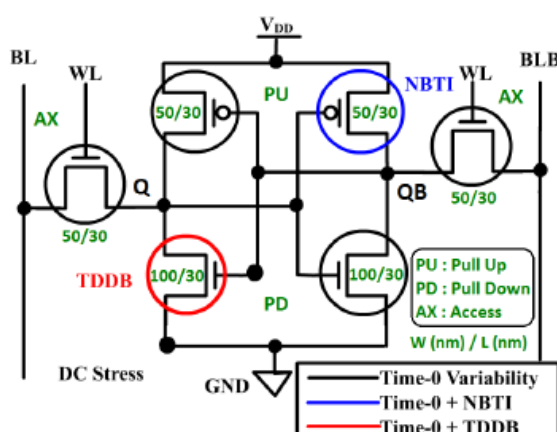 V_DD
BL
WL
NBTI
WL
BLB
AX
PU
AX
50/30
50/30
Q
QB
50/30
50/30
100/30
100/30
TDDB
PD
PU : Pull Up
PD : Pull Down
AX : Access
W (nm) / L (nm)
DC Stress
GND
Time-0 Variability
Time-0 + NBTI
Time-0 + TDDB